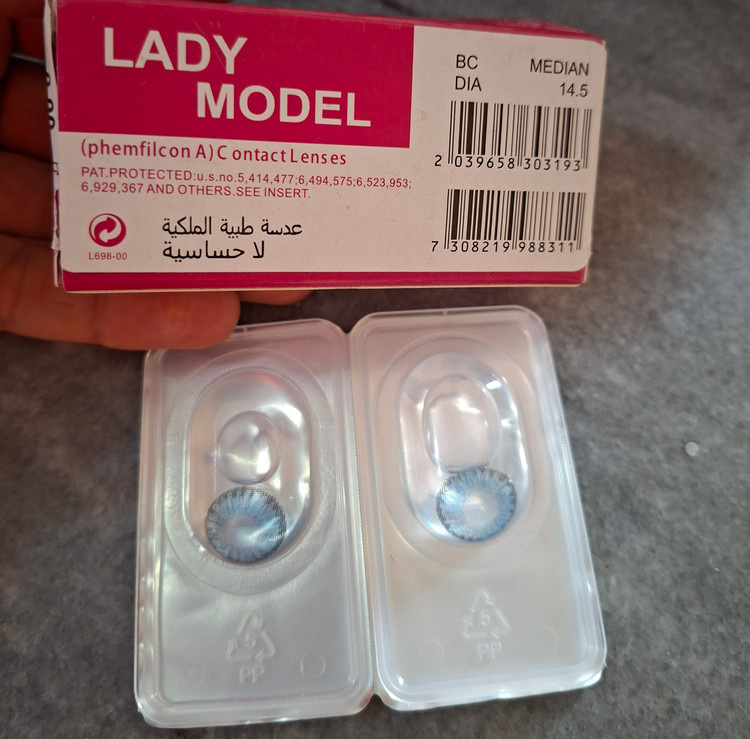 LADY
MODEL
(phemfilcon A) Contact Lenses
PAT.PROTECTED:u.s.no.5,414,477;6,494,575;6,523,953;
6,929,367 AND OTHERS.SEE INSERT.
L698-00
عدسة طبية الملكية
لا حساسية
BC MEDIAN
DIA 14.5
2 039658 303193
7 308219 988311
PP
PP